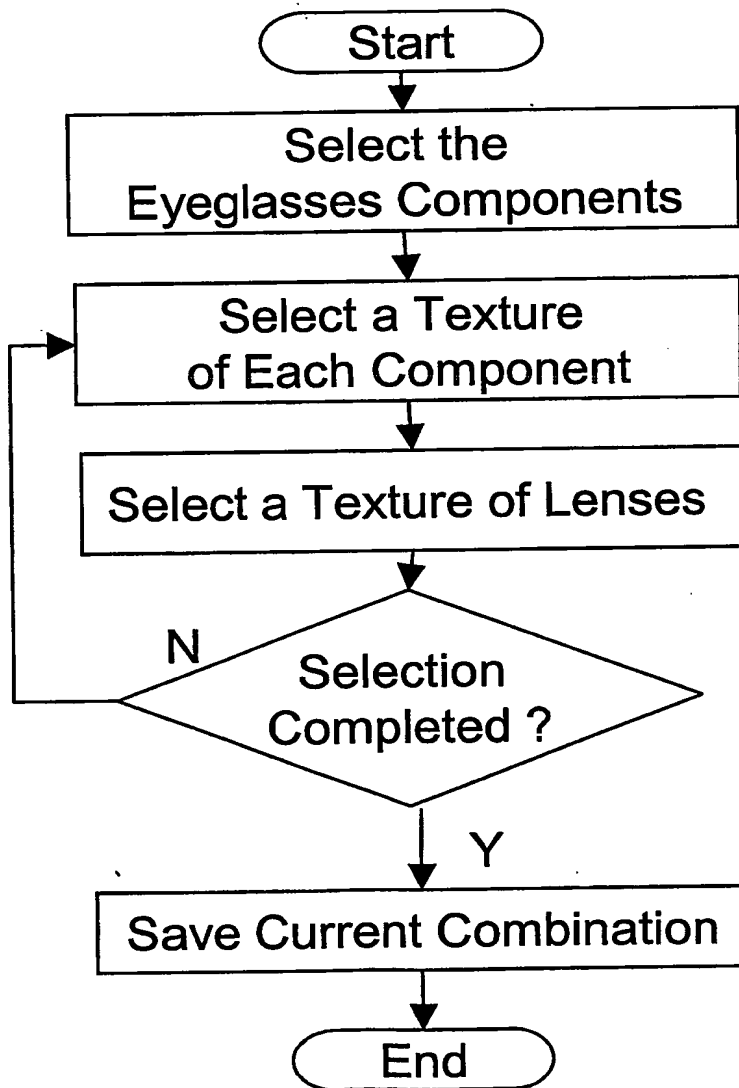 Start
Select the
Eyeglasses Components
Select a Texture
of Each Component
Select a Texture of Lenses
N
Selection
Completed ?
Y
Save Current Combination
End